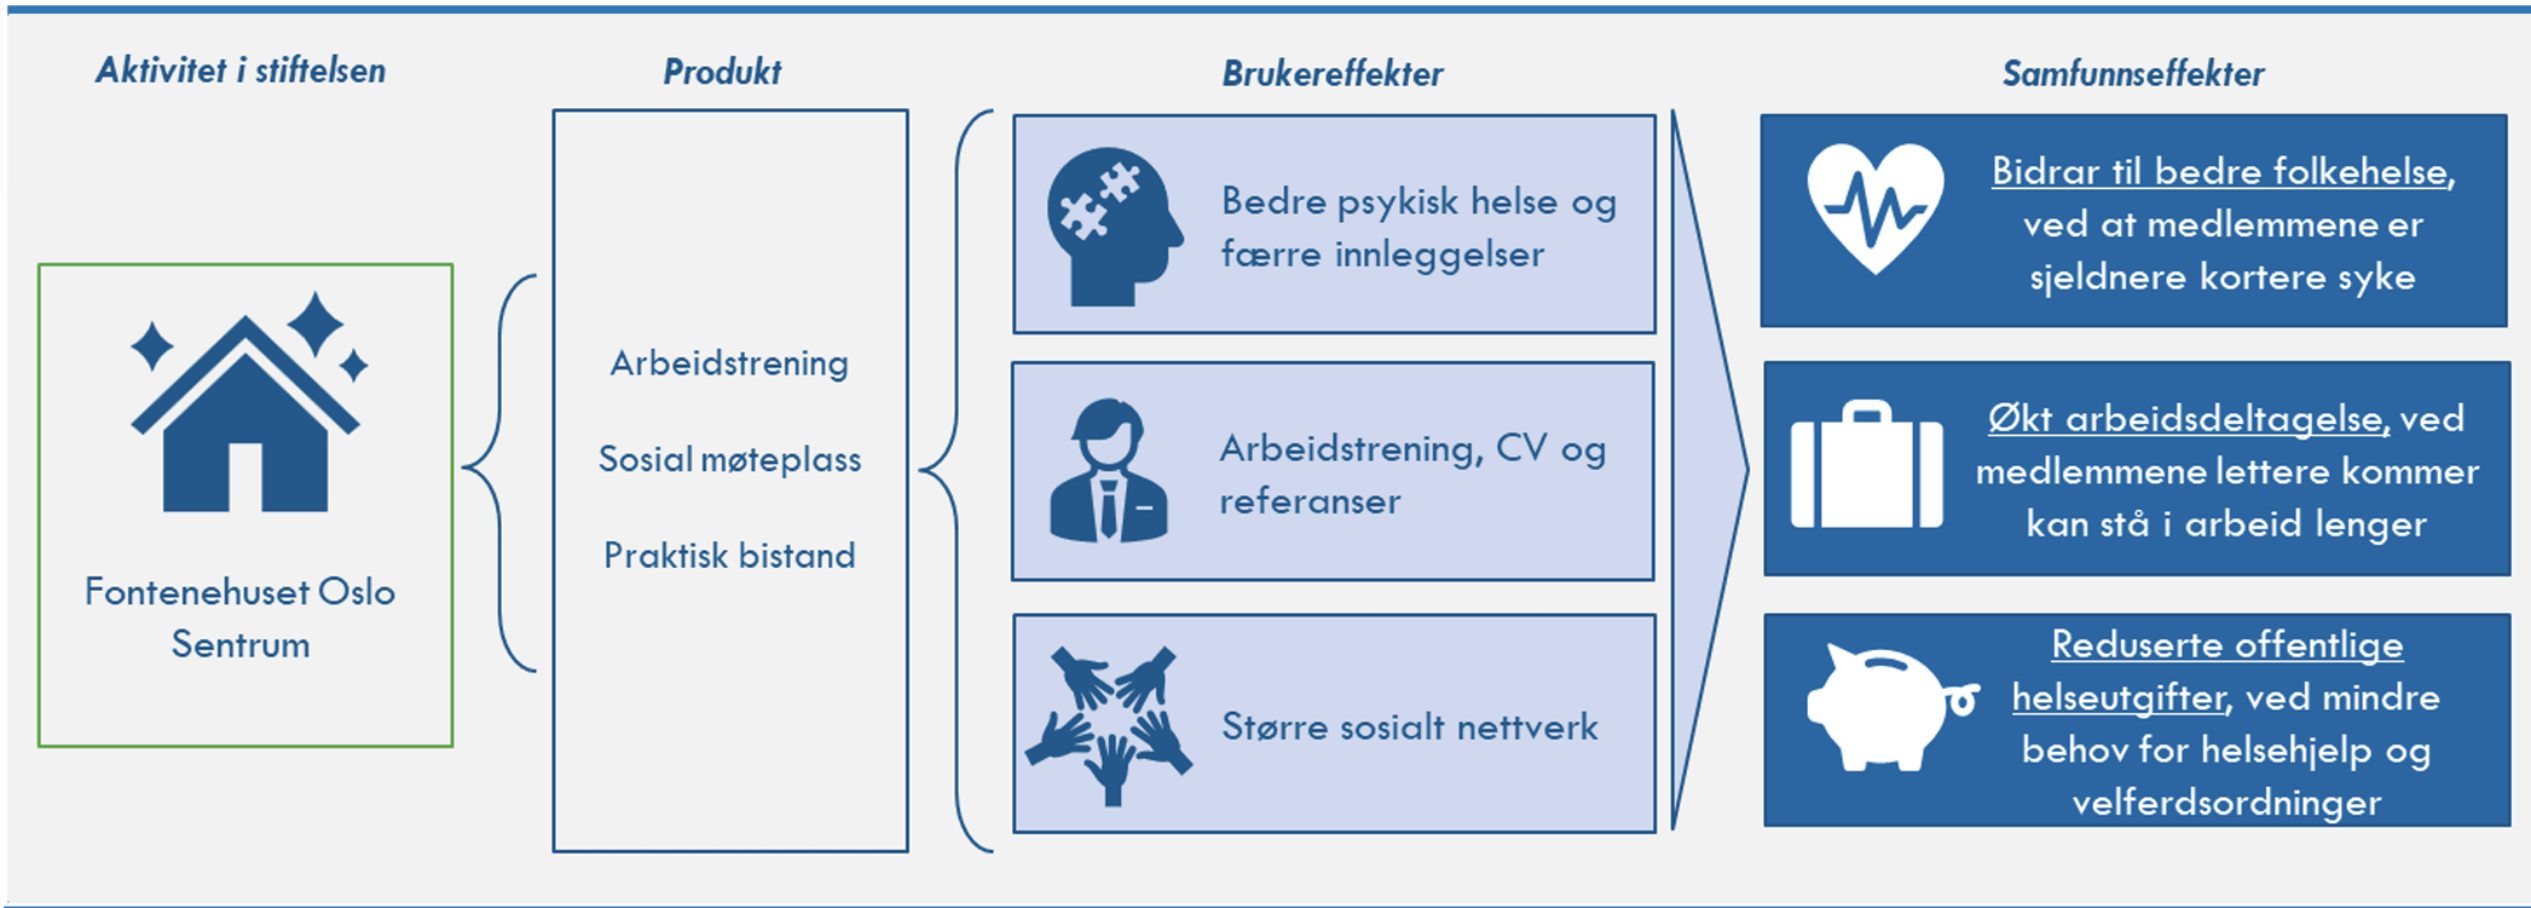 Aktivitet i stiftelsen
Fontenehuset Oslo
Sentrum
Produkt
Arbeidstrening
Sosial møteplass
Praktisk bistand
Brukereffekter
Bedre psykisk helse og
færre innleggelser
Arbeidstrening, CV og
referanser
Større sosialt nettverk
Samfunnseffekter
Bidrar til bedre folkehelse,
ved at medlemmene er
sjeldnere kortere syke
Økt arbeidsdeltagelse, ved
medlemmene lettere kommer
kan stå i arbeid lenger
Reduserte offentlige
helseutgifter, ved mindre
behov for helsehjelp og
velferdsordninger